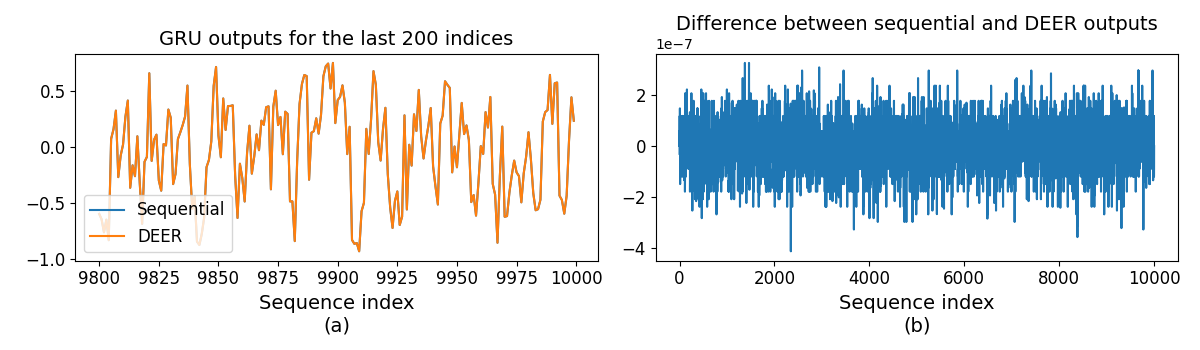 GRU outputs for the last 200 indices
0.5
0.0
−0.5
−1.0
Sequential
DEER
9800 9825 9850 9875 9900 9925 9950 9975 10000
Sequence index
(a)
Difference between sequential and DEER outputs
1e−7
2
0
−2
−4
0 2000 4000 6000 8000 10000
Sequence index
(b)